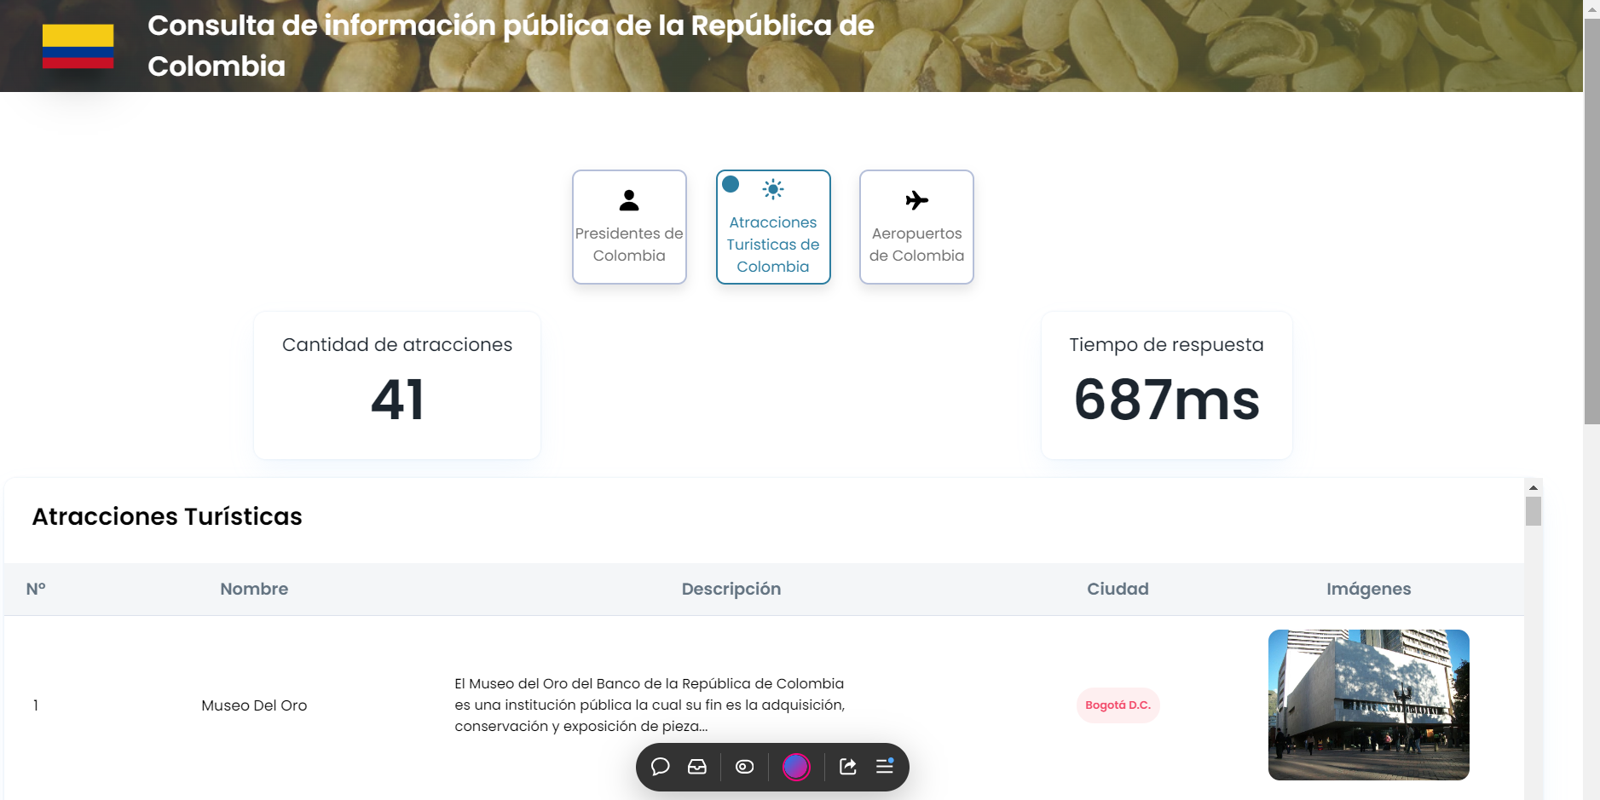 Consulta de información pública de la República de
Colombia
Presidentes de
Colombia
Atracciones
Turisticas de
Colombia
Aeropuertos
de Colombia
Cantidad de atracciones
41
Tiempo de respuesta
687ms
Atracciones Turísticas
N° Nombre Descripción Ciudad Imágenes
1 Museo Del Oro
El Museo del Oro del Banco de la República de Colombia
es una institución pública la cual su fin es la adquisición,
conservación y exposición de pieza...
Bogotá D.C.